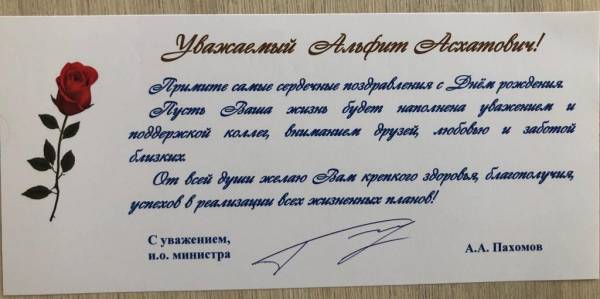 Уважаемый Альфит Асхатович!
Примите самые сердечные поздравления с Днём рождения.
Пусть Ваша жизнь будет наполнена уважением и
поддержкой коллег, вниманием друзей, любовью и заботой
близких.
От всей души желаю Вам крепкого здоровья, благополучия,
успехов в реализации всех жизненных планов!
С уважением,
и.о. министра
А.А. Пахомов